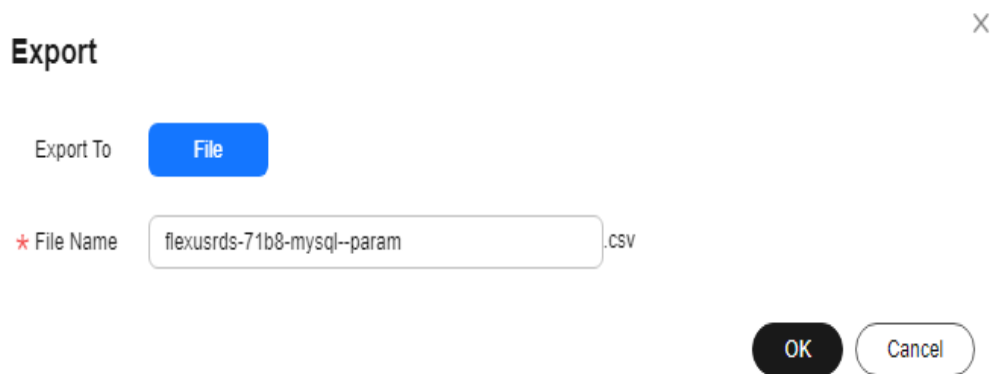 Export
Export To File
* File Name flexusrds-71b8-mysql--param .csv
OK Cancel